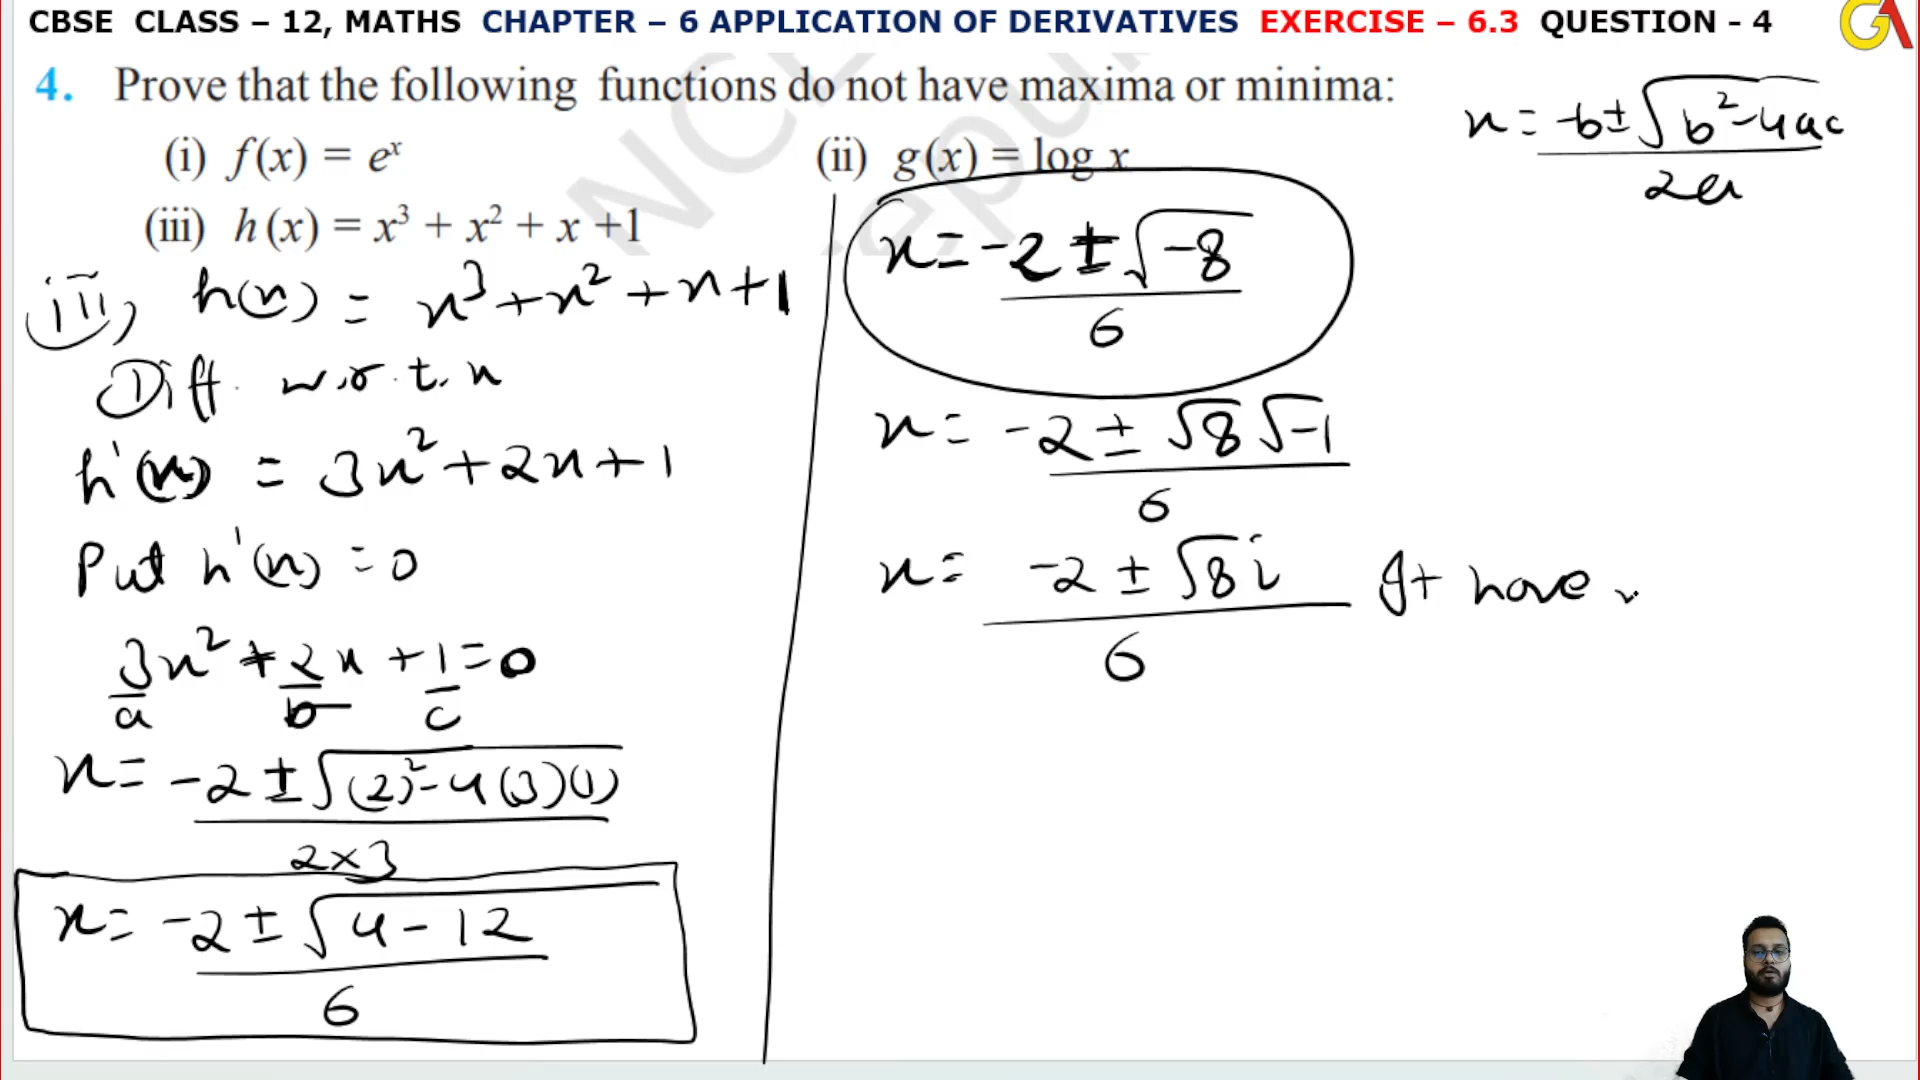 CBSE CLASS – 12, MATHS CHAPTER – 6 APPLICATION OF DERIVATIVES EXERCISE – 6.3 QUESTION - 4
4. Prove that the following functions do not have maxima or minima:
(i) f(x) = eˣ (ii) g(x) = log x
(iii) h(x) = x³ + x² + x +1
x = -b ± √(b² - 4ac) / 2a
iii) h(x) = x³ + x² + x + 1
Diff. w.r.t. x
h'(x) = 3x² + 2x + 1
Put h'(x) = 0
3x² + 2x + 1 = 0
a b c
x = -2 ± √((2)² - 4(3)(1)) / 2×3
x = -2 ± √(4 - 12) / 6
x = -2 ± √-8 / 6
x = -2 ± √8 √-1 / 6
x = -2 ± √8 i / 6 It have